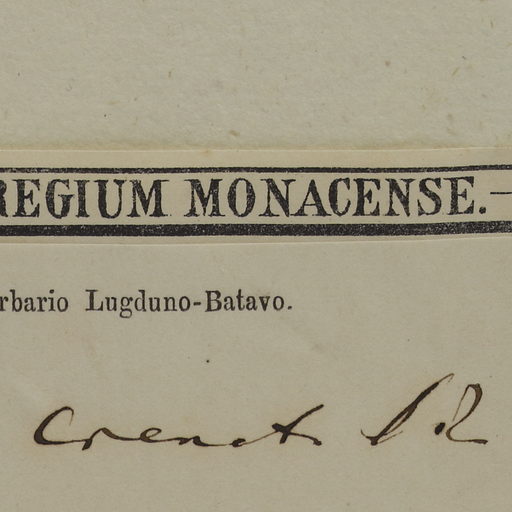 REGIUM MONACENSE.—
rbario Lugduno-Batavo.
crenat